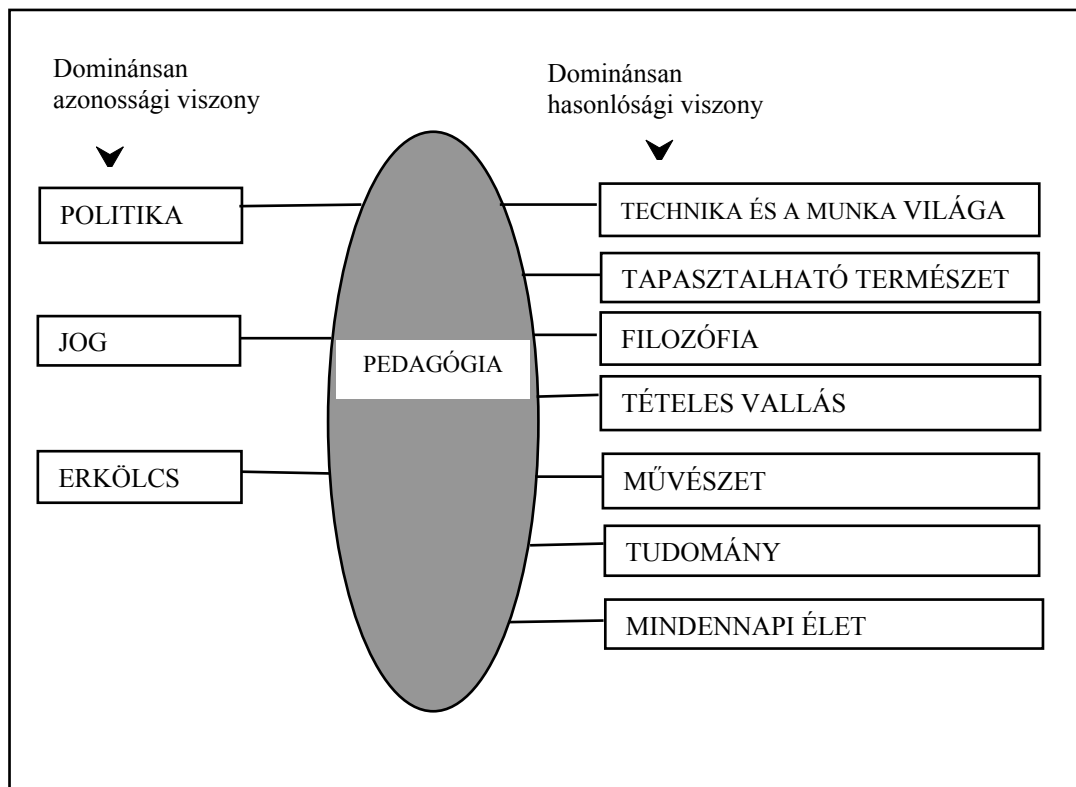 Dominánsan
azonossági viszony
Dominánsan
hasonlósági viszony
POLITIKA
JOG
ERKÖLCS
PEDAGÓGIA
TECHNIKA ÉS A MUNKA VILÁGA
TAPASZTALHATÓ TERMÉSZET
FILOZÓFIA
TÉTELES VALLÁS
MŰVÉSZET
TUDOMÁNY
MINDENNAPI ÉLET